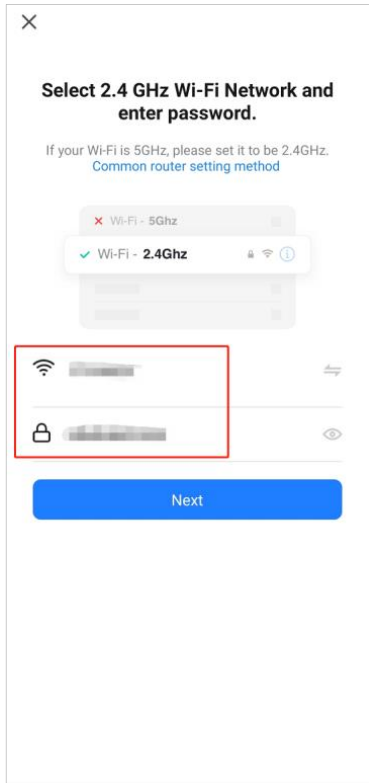 Select 2.4 GHz Wi-Fi Network and
enter password.
If your Wi-Fi is 5GHz, please set it to be 2.4GHz.
Common router setting method
Wi-Fi - 5Ghz
Wi-Fi - 2.4Ghz
Next